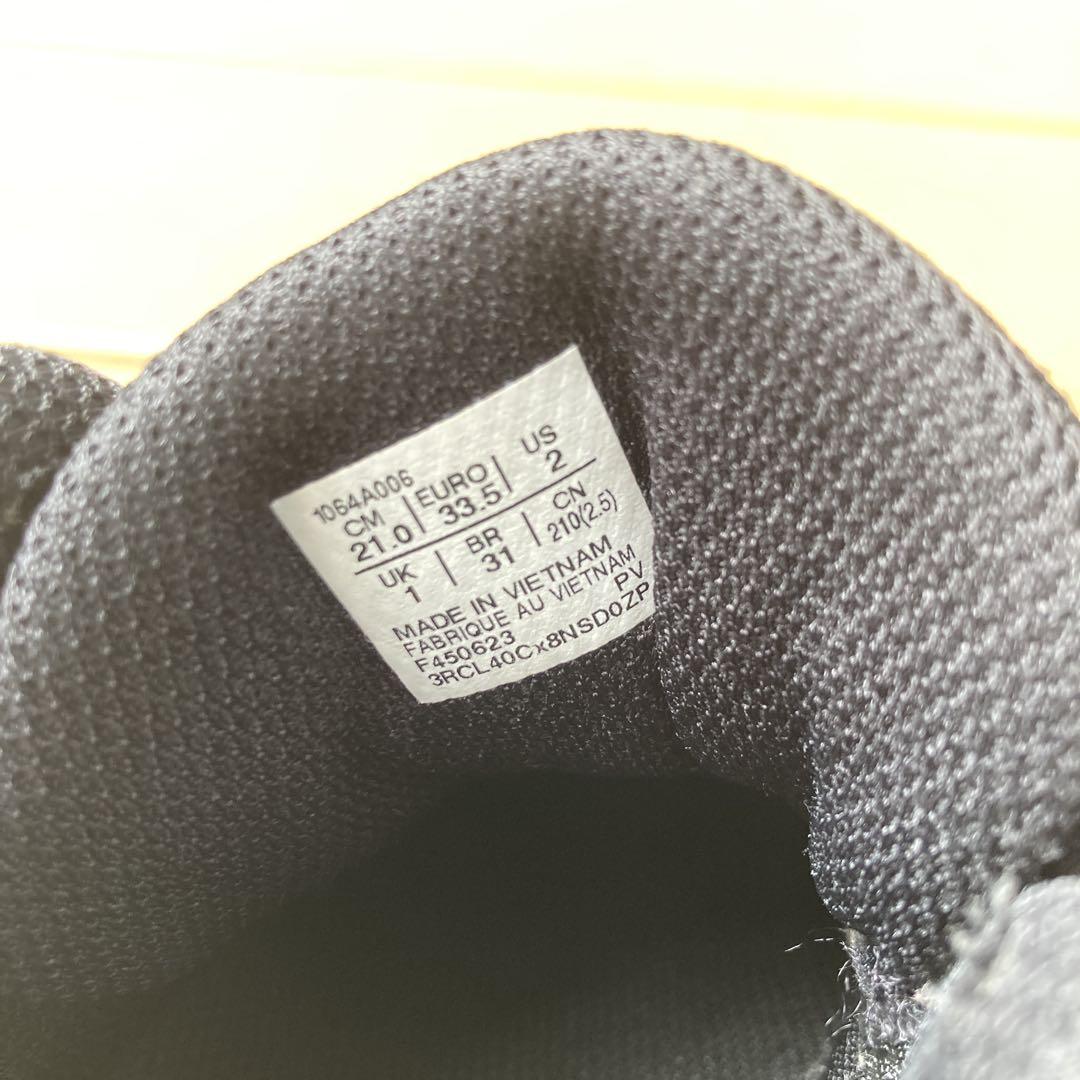 1064A006
CM | EURO | US
21.0 | 33.5 | 2
UK | BR | CN
1 | 31 | 210(2.5)
MADE IN VIETNAM
FABRIQUE AU VIETNAM
F450623 PV
3RCL40Cx8NSD0ZP